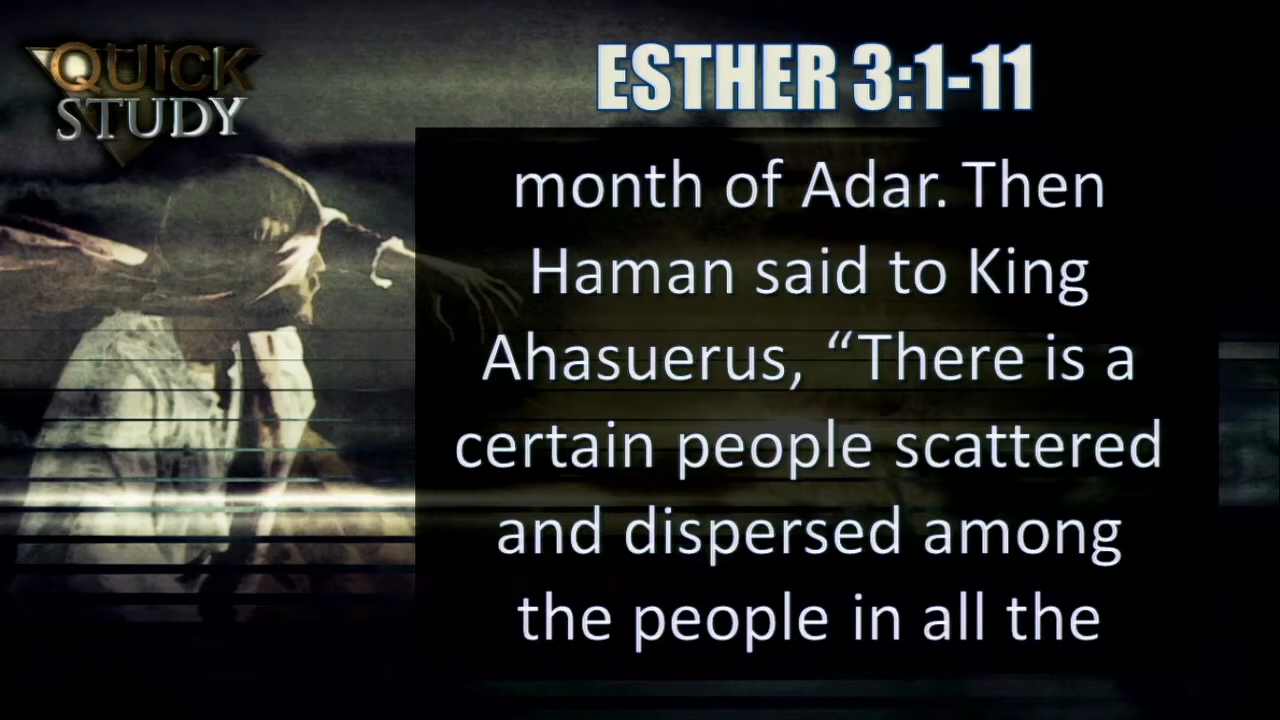 QUICK
STUDY
ESTHER 3:1-11
month of Adar. Then
Haman said to King
Ahasuerus, “There is a
certain people scattered
and dispersed among
the people in all the